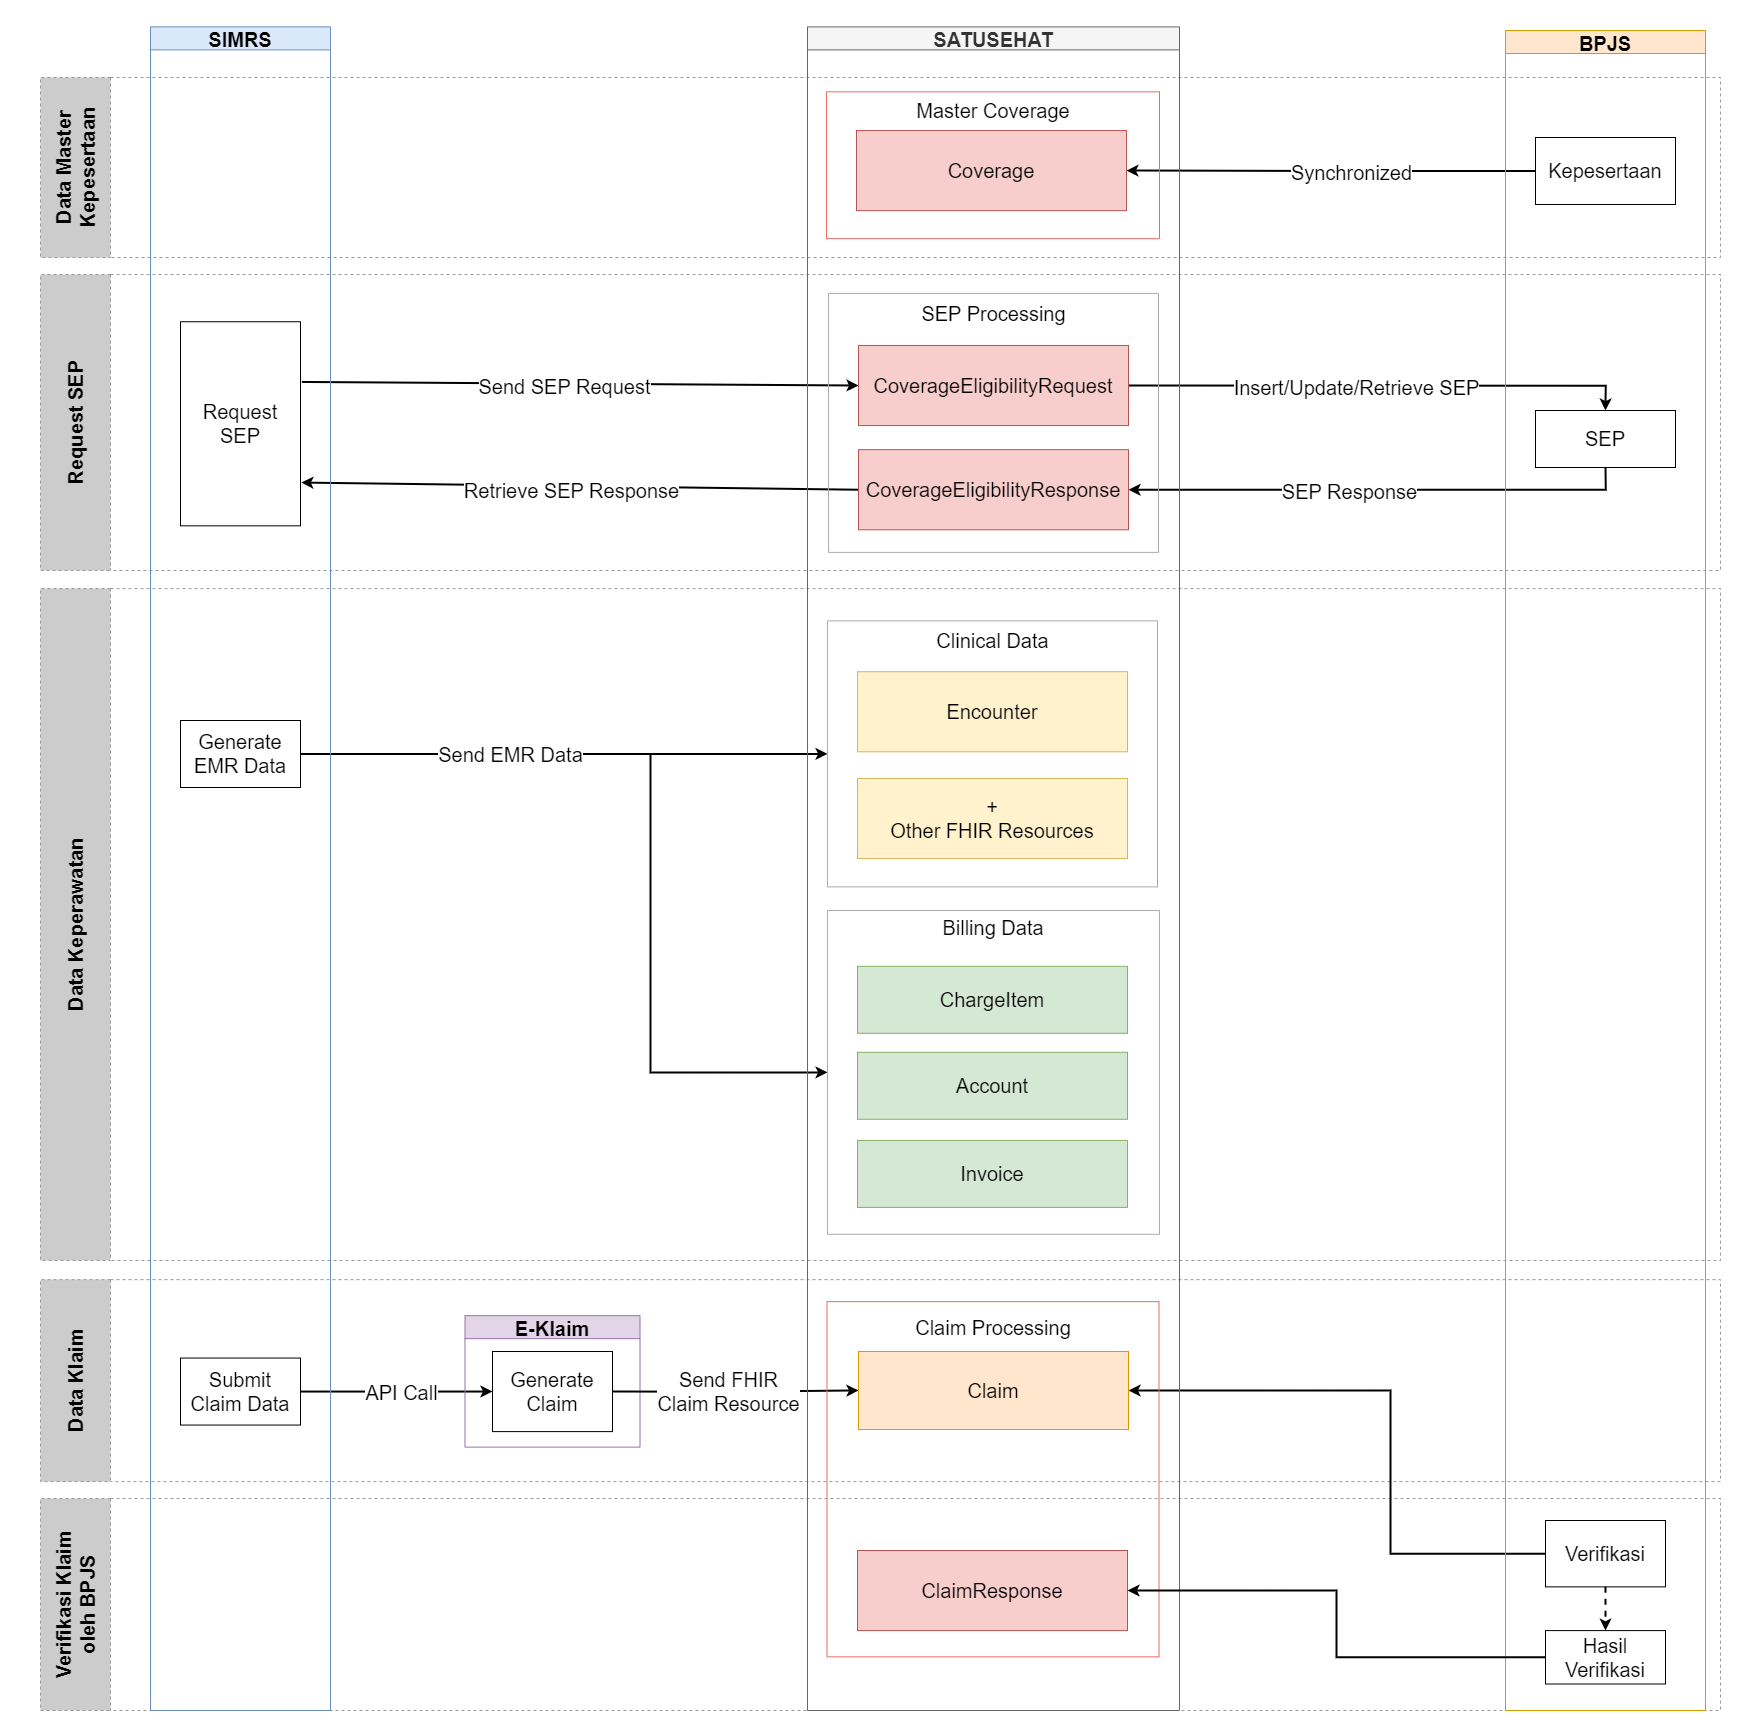 SIMRS
SATUSEHAT
BPJS
Data Master
Kepesertaan
Master Coverage
Coverage
Synchronized
Kepesertaan
Request SEP
SEP Processing
Request
SEP
Send SEP Request
CoverageEligibilityRequest
Insert/Update/Retrieve SEP
SEP
Retrieve SEP Response
CoverageEligibilityResponse
SEP Response
Data Keperawatan
Clinical Data
Encounter
Generate
EMR Data
Send EMR Data
+
Other FHIR Resources
Billing Data
ChargeItem
Account
Invoice
Data Klaim
E-Klaim
Claim Processing
Submit
Claim Data
API Call
Generate
Claim
Send FHIR
Claim Resource
Claim
Verifikasi Klaim
oleh BPJS
Verifikasi
ClaimResponse
Hasil
Verifikasi